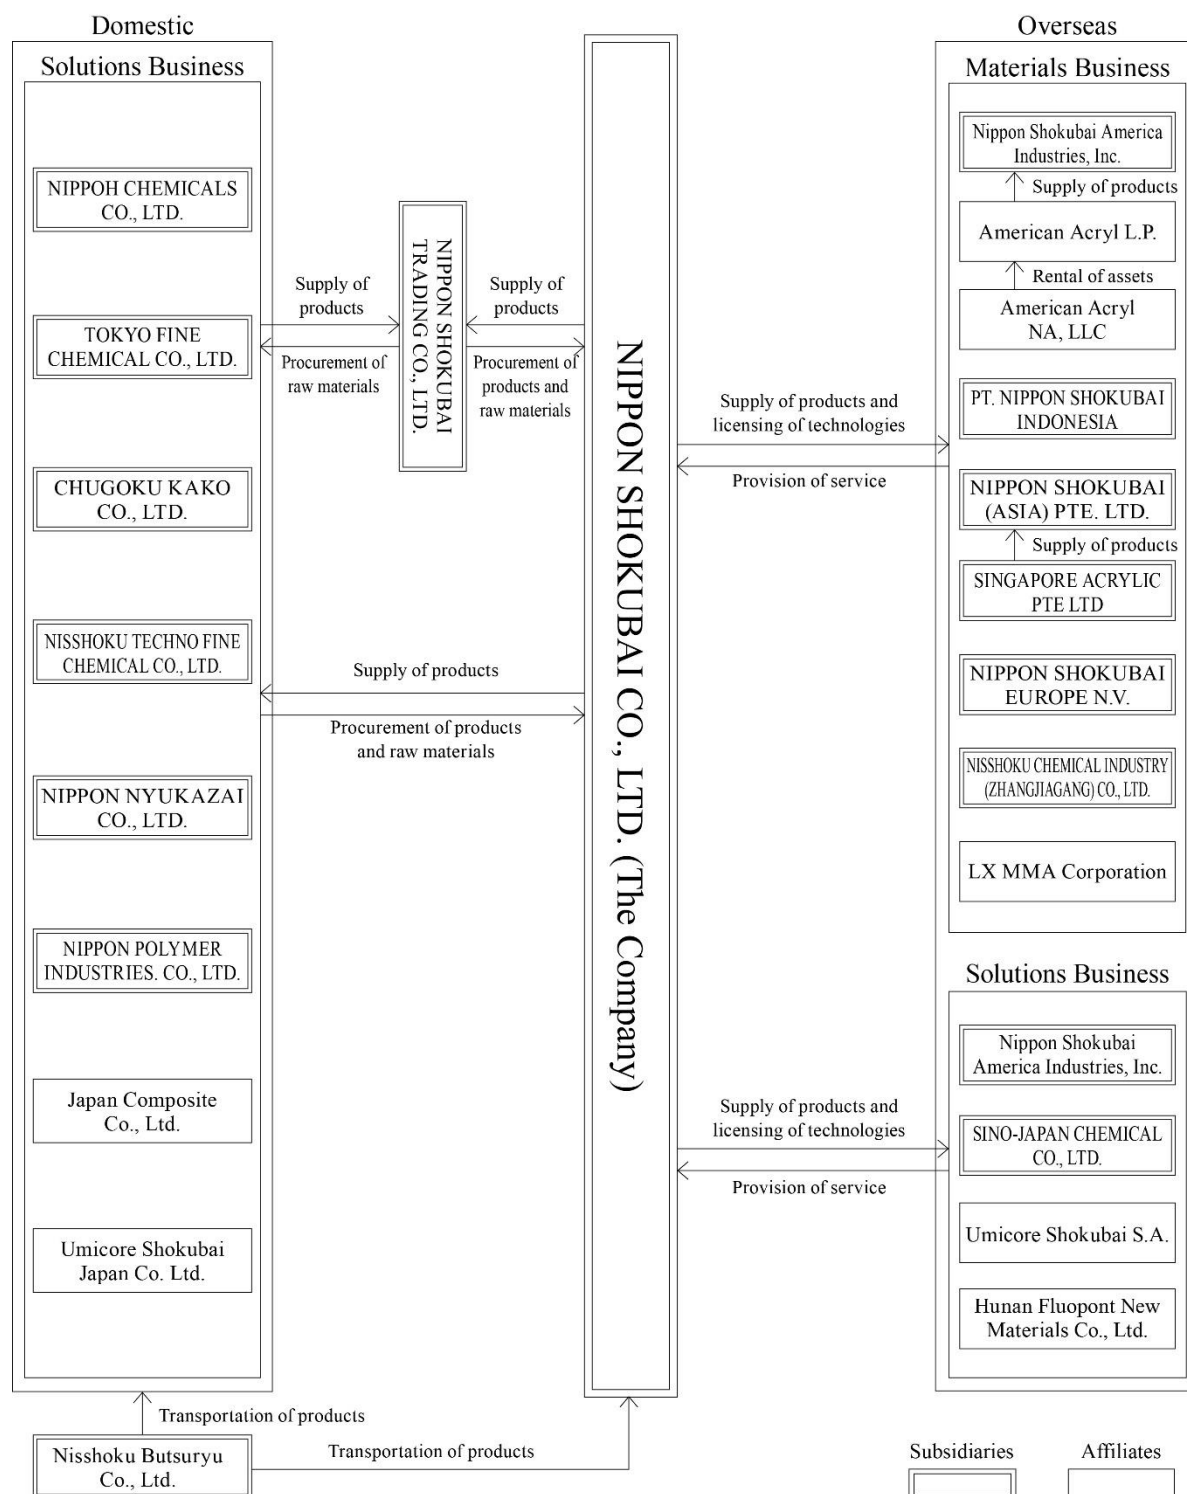 Domestic
Solutions Business
NIPPOH CHEMICALS
CO., LTD.
TOKYO FINE
CHEMICAL CO., LTD.
CHUGOKU KAKO
CO., LTD.
NISSHOKU TECHNO FINE
CHEMICAL CO., LTD.
NIPPON NYUKAZAI
CO., LTD.
NIPPON POLYMER
INDUSTRIES. CO., LTD.
Japan Composite
Co., Ltd.
Umicore Shokubai
Japan Co. Ltd.
Transportation of products
Nisshoku Butsuryu
Co., Ltd.
Transportation of products
Supply of
products
Procurement of
raw materials
NIPPON SHOKUBAI
TRADING CO., LTD.
Supply of
products
Procurement of
products and
raw materials
Supply of products
Procurement of products
and raw materials
NIPPON SHOKUBAI CO., LTD. (The Company)
Supply of products and
licensing of technologies
Provision of service
Supply of products and
licensing of technologies
Provision of service
Overseas
Materials Business
Nippon Shokubai America
Industries, Inc.
Supply of products
American Acryl L.P.
Rental of assets
American Acryl
NA, LLC
PT. NIPPON SHOKUBAI
INDONESIA
NIPPON SHOKUBAI
(ASIA) PTE. LTD.
Supply of products
SINGAPORE ACRYLIC
PTE LTD
NIPPON SHOKUBAI
EUROPE N.V.
NISSHOKU CHEMICAL INDUSTRY
(ZHANGJIAGANG) CO., LTD.
LX MMA Corporation
Solutions Business
Nippon Shokubai
America Industries, Inc.
SINO-JAPAN CHEMICAL
CO., LTD.
Umicore Shokubai S.A.
Hunan Fluopont New
Materials Co., Ltd.
Subsidiaries
Affiliates